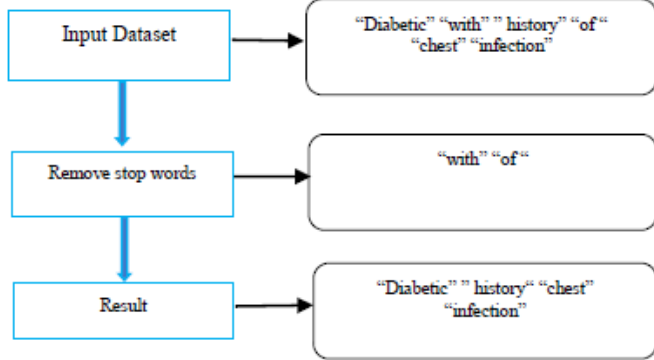 Input Dataset
“Diabetic” “with” ” history” “of “
“chest” “infection”
Remove stop words
“with” “of “
Result
“Diabetic” ” history“ “chest”
“infection”